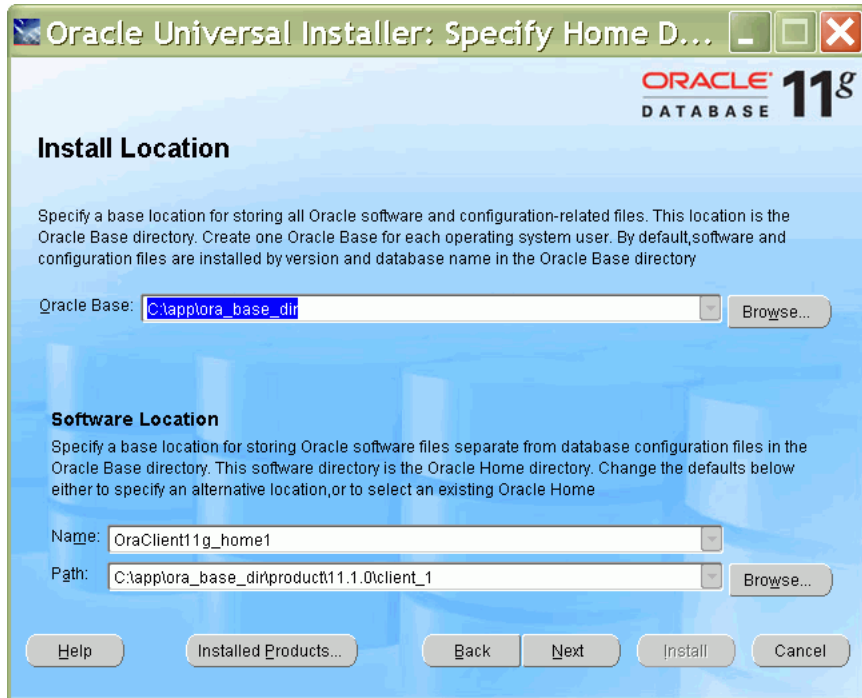 Oracle Universal Installer: Specify Home D...
ORACLE
DATABASE
11g
Install Location
Specify a base location for storing all Oracle software and configuration-related files. This location is the
Oracle Base directory. Create one Oracle Base for each operating system user. By default,software and
configuration files are installed by version and database name in the Oracle Base directory
Oracle Base: C:\app\ora_base_dir Browse...
Software Location
Specify a base location for storing Oracle software files separate from database configuration files in the
Oracle Base directory. This software directory is the Oracle Home directory. Change the defaults below
either to specify an alternative location,or to select an existing Oracle Home
Name: OraClient11g_home1
Path: C:\app\ora_base_dir\product\11.1.0\client_1 Browse...
Help Installed Products... Back Next Install Cancel